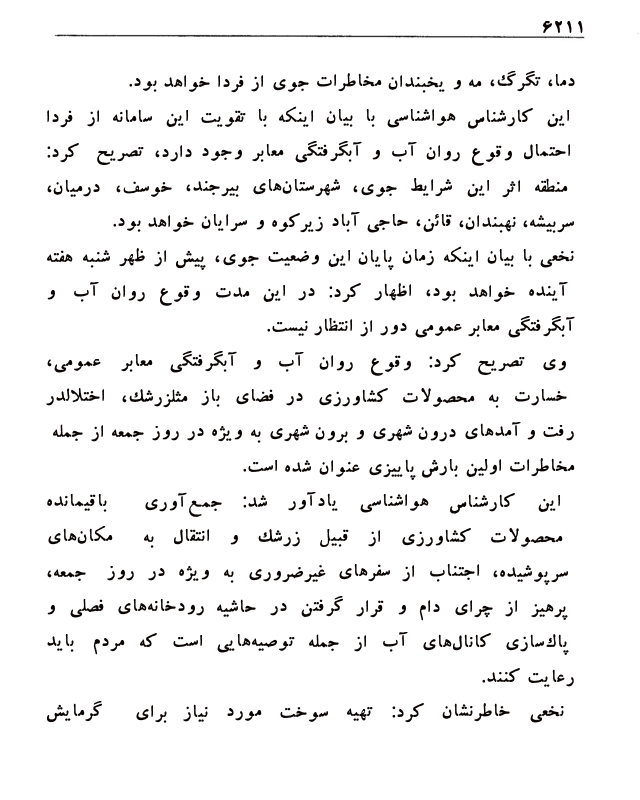 ۶۲۱۱
دما، تگرگ، مه و یخبندان مخاطرات جوی از فردا خواهد بود.
این کارشناس هواشناسی با بیان اینکه با تقویت این سامانه از فردا
احتمال وقوع روان آب و آبگرفتگی معابر وجود دارد، تصریح کرد:
منطقه اثر این شرایط جوی، شهرستان‌های بیرجند، خوسف، درمیان،
سربیشه، نهبندان، قائن، حاجی آباد زیرکوه و سرایان خواهد بود.
نخعی با بیان اینکه زمان پایان این وضعیت جوی، پیش از ظهر شنبه هفته
آینده خواهد بود، اظهار کرد: در این مدت وقوع روان آب و
آبگرفتگی معابر عمومی دور از انتظار نیست.
وی تصریح کرد: وقوع روان آب و آبگرفتگی معابر عمومی،
خسارت به محصولات کشاورزی در فضای باز مثلزرشک، اختلالدر
رفت و آمدهای درون شهری و برون شهری به ویژه در روز جمعه از جمله
مخاطرات اولین بارش پاییزی عنوان شده است.
این کارشناس هواشناسی یادآور شد: جمع‌آوری باقیمانده
محصولات کشاورزی از قبیل زرشک و انتقال به مکان‌های
سرپوشیده، اجتناب از سفرهای غیرضروری به ویژه در روز جمعه،
پرهیز از چرای دام و قرار گرفتن در حاشیه رودخانه‌های فصلی و
پاک‌سازی کانال‌های آب از جمله توصیه‌هایی است که مردم باید
رعایت کنند.
نخعی خاطرنشان کرد: تهیه سوخت مورد نیاز برای گرمایش